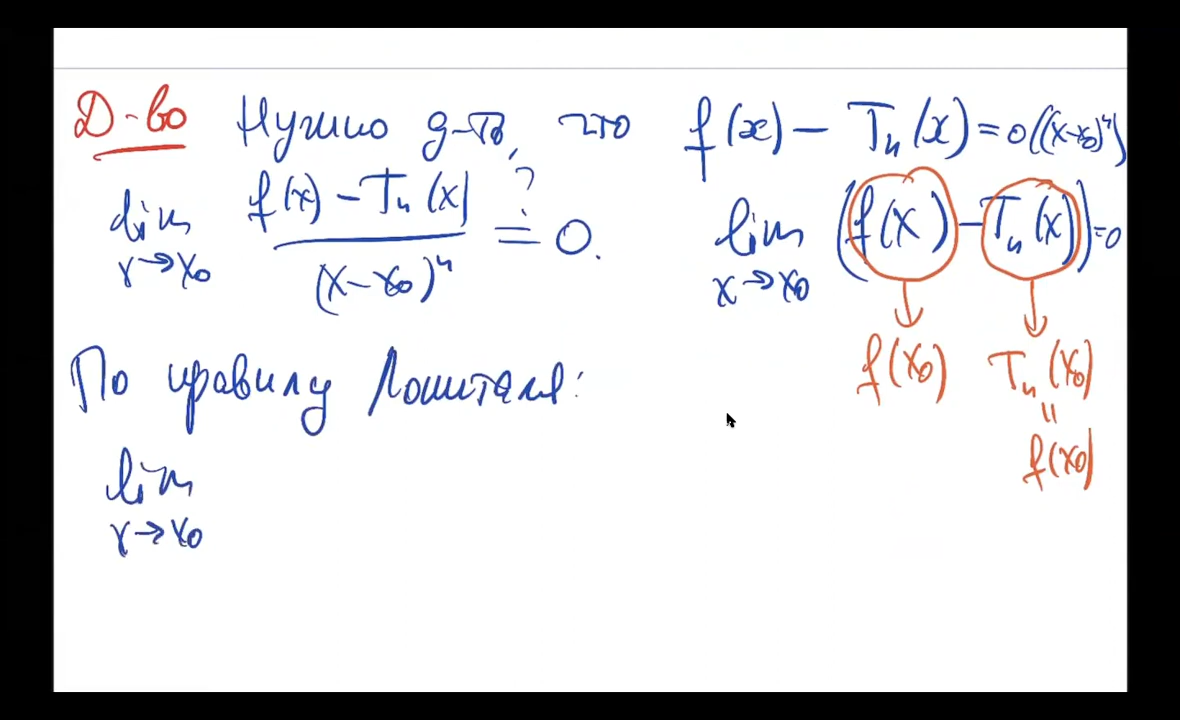 Д-во Нужно д-ть, что f(x) − Tₙ(x) = o((x−x₀)ⁿ)
lim x→x₀ (f(x) − Tₙ(x))/(x−x₀)ⁿ ?= 0.
lim x→x₀ (f(x) − Tₙ(x)) = 0
f(x₀) Tₙ(x₀)
"
f(x₀)
По правилу Лопиталя:
lim
x→x₀